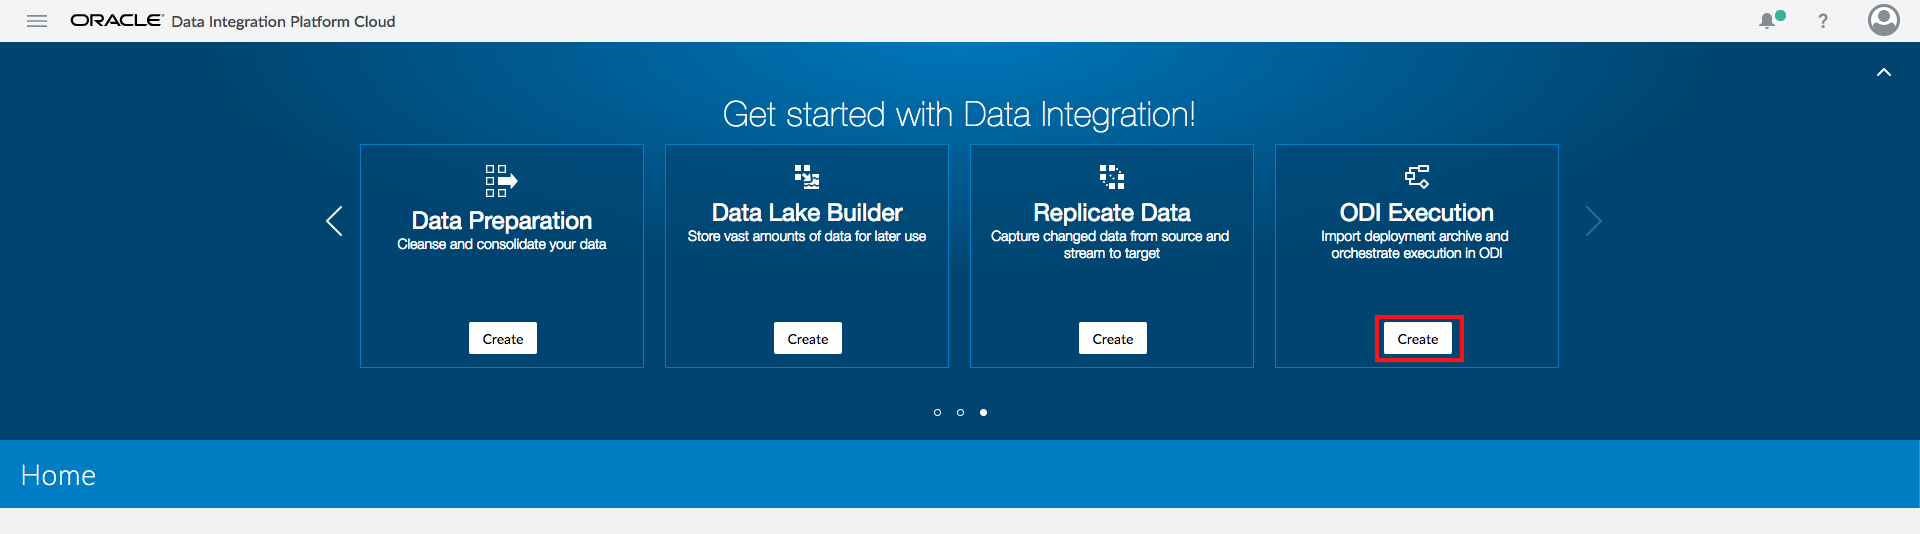 ORACLE Data Integration Platform Cloud
?
Get started with Data Integration!
Data Preparation
Cleanse and consolidate your data
Create
Data Lake Builder
Store vast amounts of data for later use
Create
Replicate Data
Capture changed data from source and
stream to target
Create
ODI Execution
Import deployment archive and
orchestrate execution in ODI
Create
Home